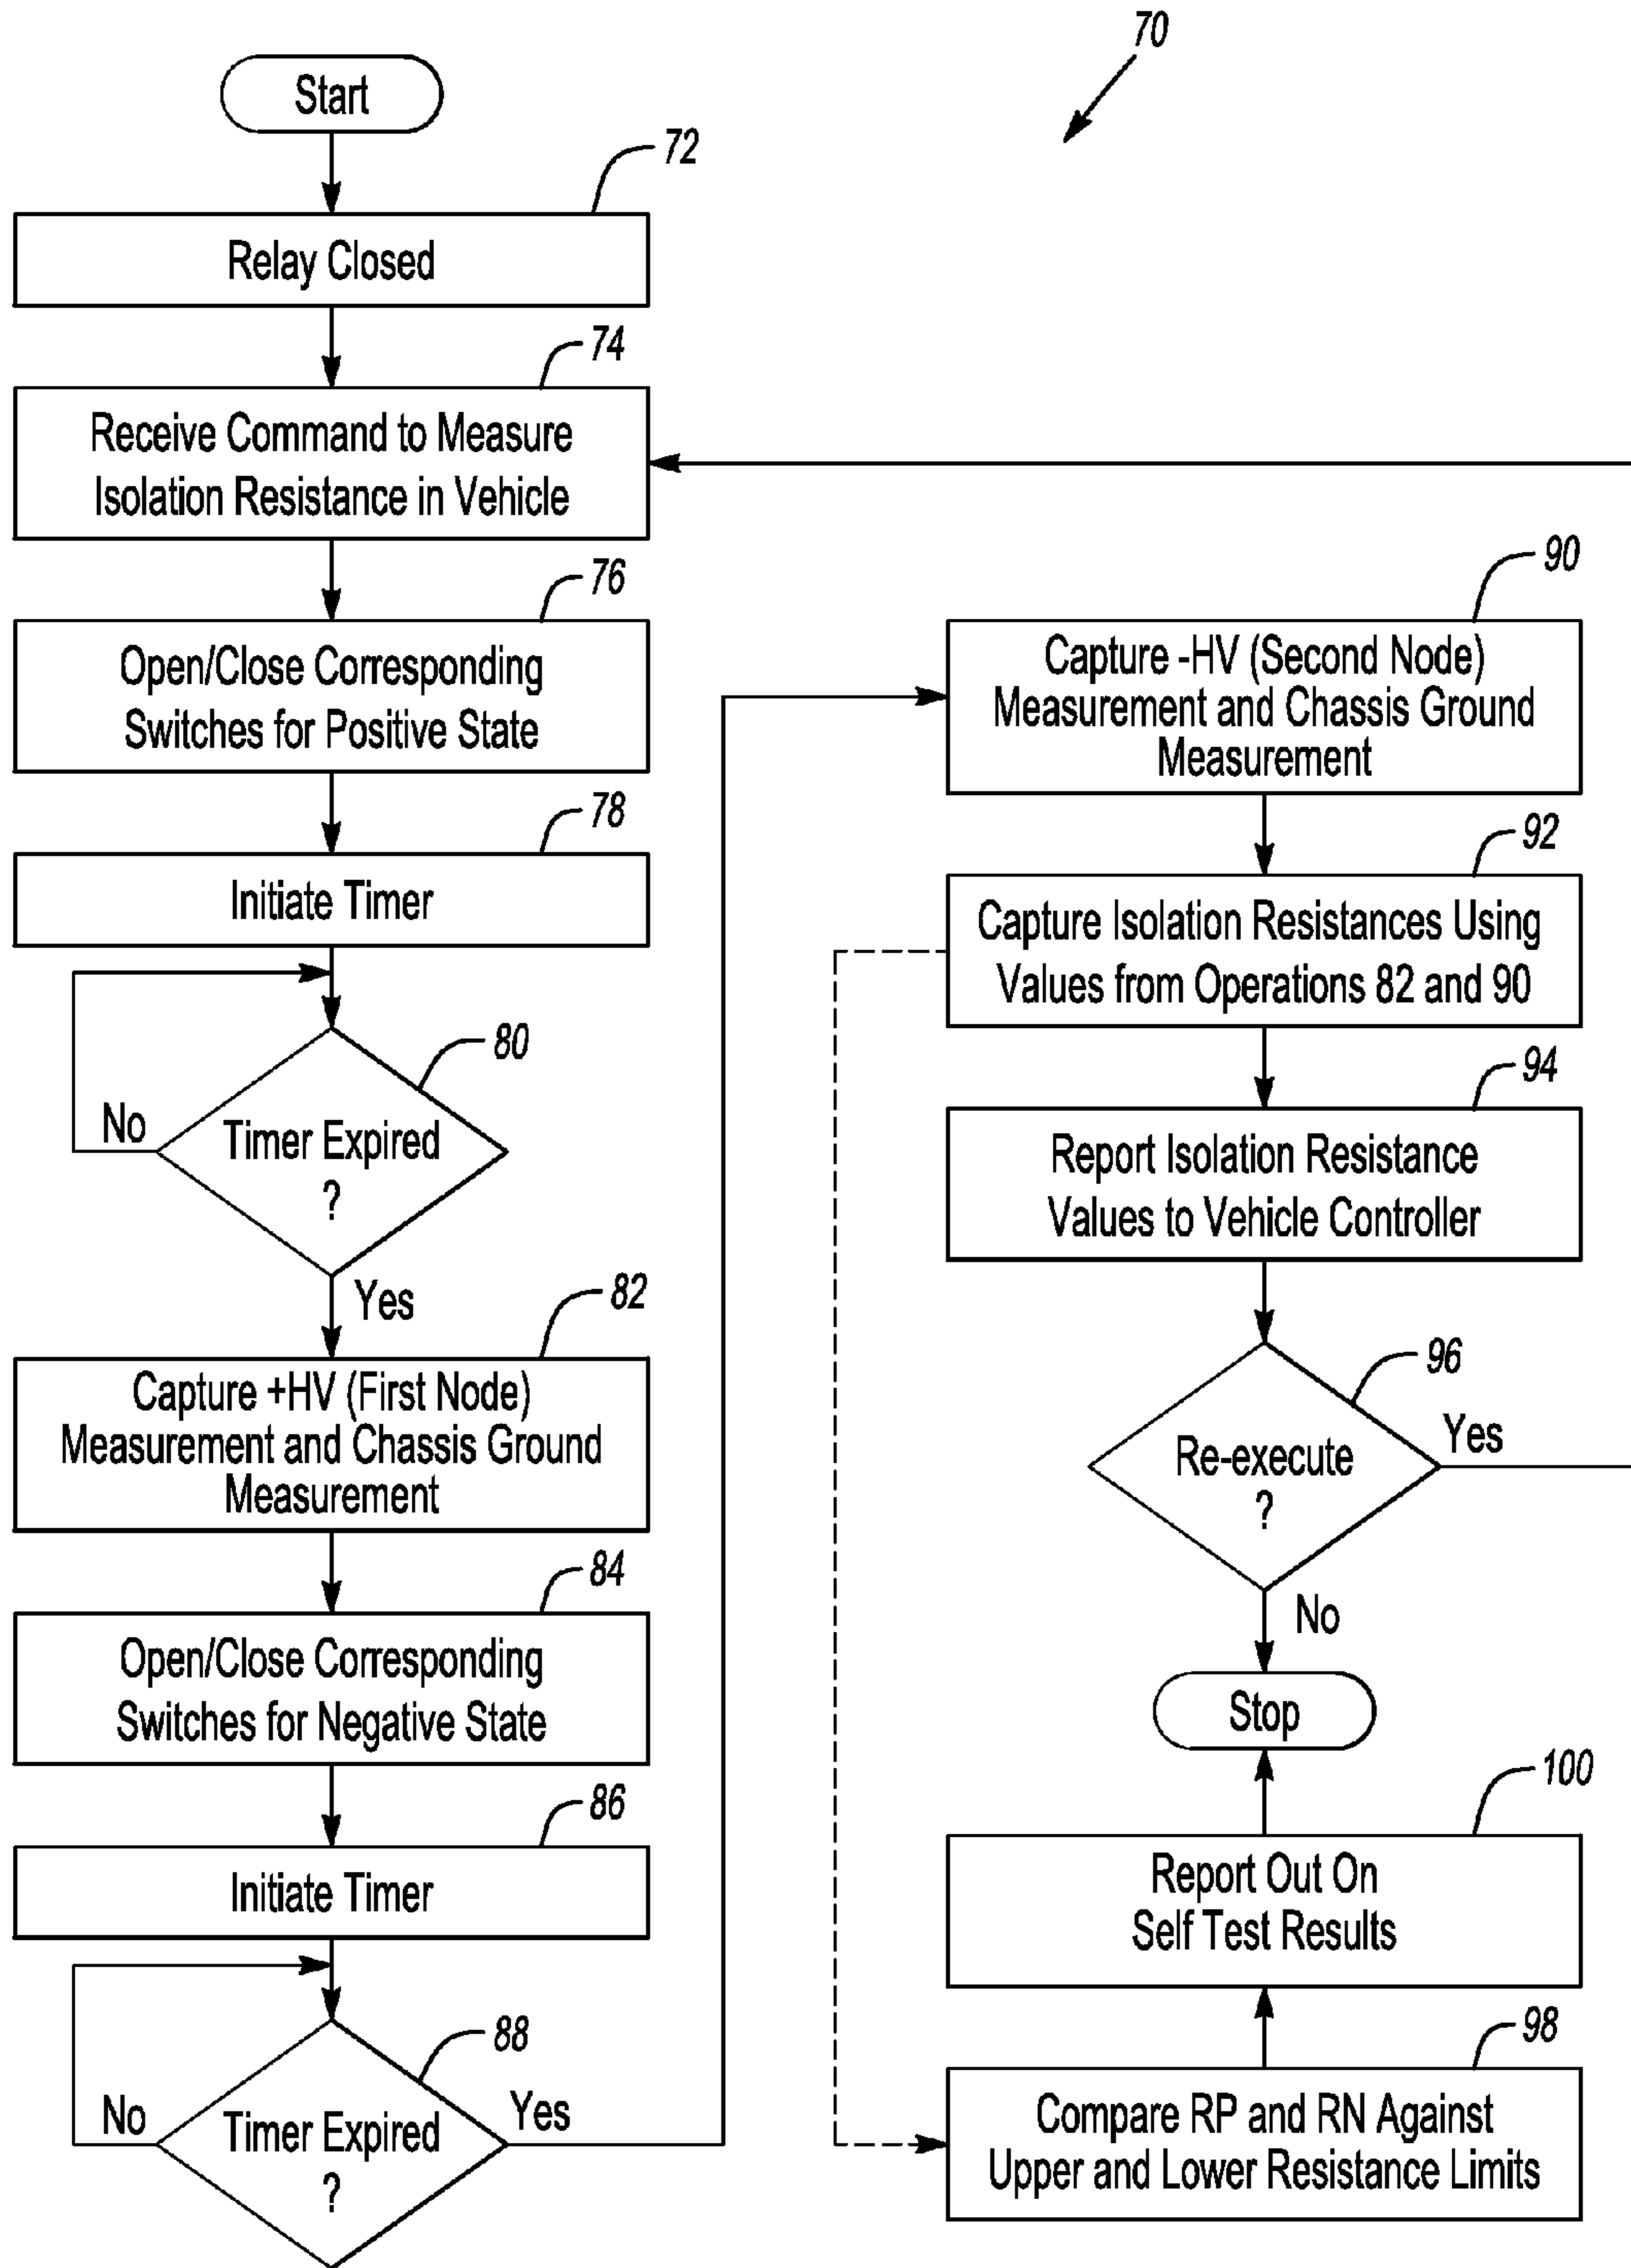 70
Start
72
Relay Closed
74
Receive Command to Measure
Isolation Resistance in Vehicle
76
Open/Close Corresponding
Switches for Positive State
78
Initiate Timer
80
No
Timer Expired
?
Yes
82
Capture +HV (First Node)
Measurement and Chassis Ground
Measurement
84
Open/Close Corresponding
Switches for Negative State
86
Initiate Timer
88
No
Timer Expired
?
Yes
90
Capture -HV (Second Node)
Measurement and Chassis Ground
Measurement
92
Capture Isolation Resistances Using
Values from Operations 82 and 90
94
Report Isolation Resistance
Values to Vehicle Controller
96
Re-execute
?
Yes
No
Stop
100
Report Out On
Self Test Results
98
Compare RP and RN Against
Upper and Lower Resistance Limits